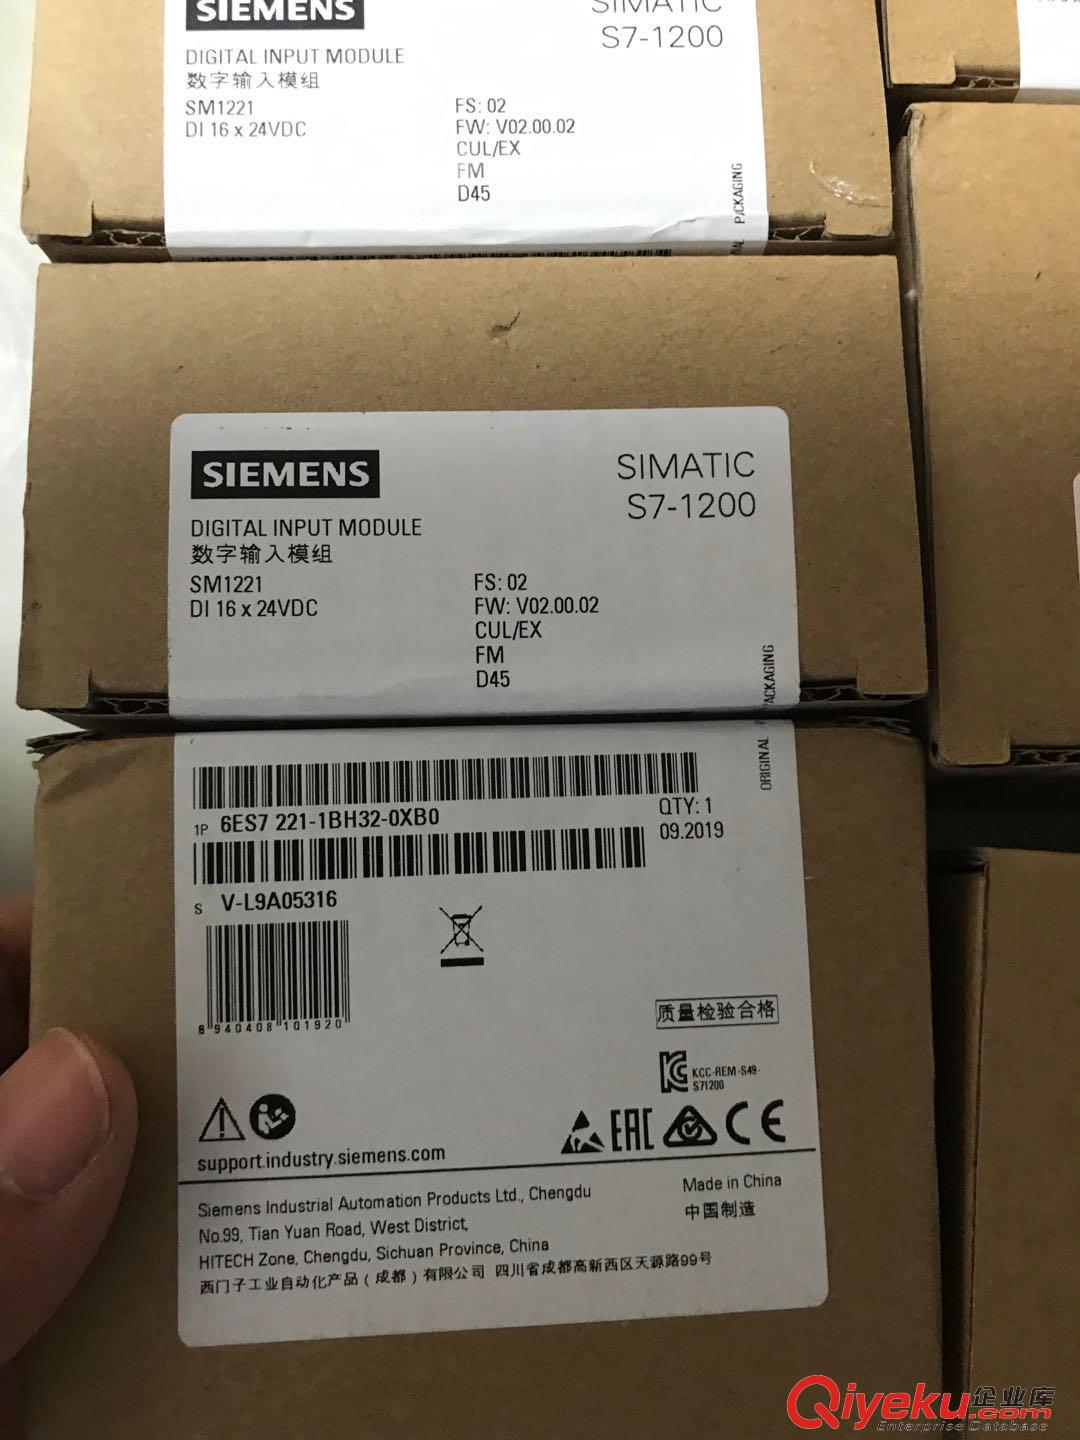 SIEMENS
SIMATIC
S7-1200
DIGITAL INPUT MODULE
数字输入模组
SM1221
DI 16 x 24VDC
FS: 02
FW: V02.00.02
CUL/EX
FM
D45
PACKAGING
SIEMENS
SIMATIC
S7-1200
DIGITAL INPUT MODULE
数字输入模组
SM1221
DI 16 x 24VDC
FS: 02
FW: V02.00.02
CUL/EX
FM
D45
ORIGINAL PACKAGING
1P 6ES7 221-1BH32-0XB0
QTY: 1
09.2019
S V-L9A05316
6 940408 101920
质量检验合格
KCC-REM-S49-
S71200
EAC CE
support.industry.siemens.com
Siemens Industrial Automation Products Ltd., Chengdu
No.99, Tian Yuan Road, West District,
HITECH Zone, Chengdu, Sichuan Province, China
西门子工业自动化产品（成都）有限公司 四川省成都高新西区天源路99号
Made in China
中国制造
Qiyeku企业库
.com
Enterprise Database